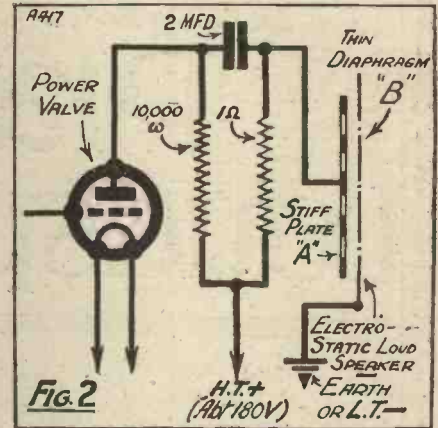 A417
2 MFD
THIN
DIAPHRAGM
"B"
POWER
VALVE
10,000
ω
1Ω
STIFF
PLATE
"A"
ELECTRO-
STATIC LOUD
SPEAKER
EARTH
OR L.T.-
H.T.+
(Abt 180V)
FIG. 2